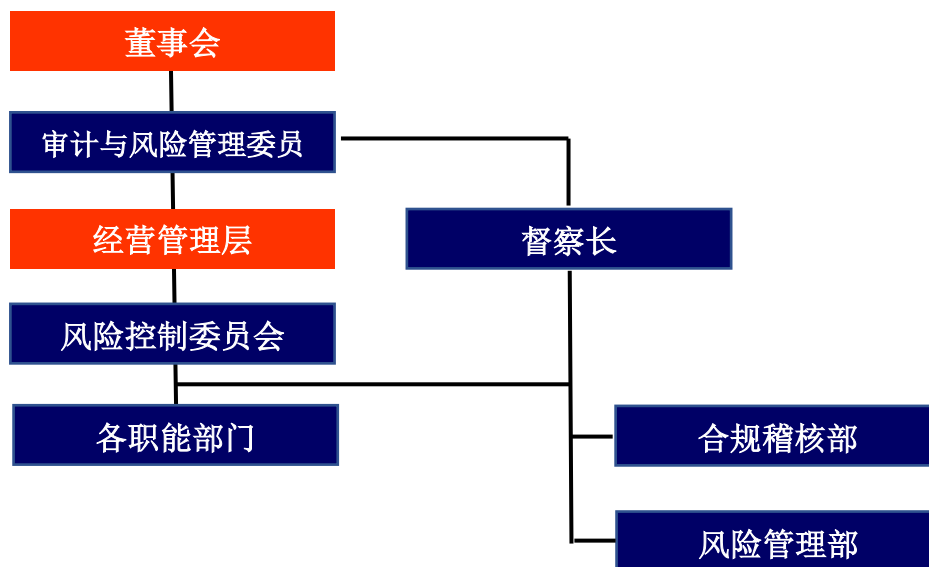 董事会
审计与风险管理委员
经营管理层
督察长
风险控制委员会
各职能部门
合规稽核部
风险管理部